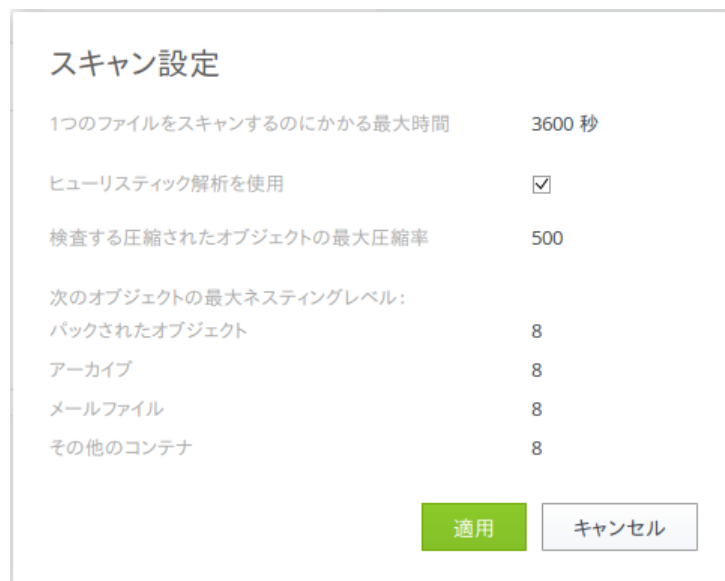 スキャン設定
1つのファイルをスキャンするのにかかる最大時間 3600 秒
ヒューリスティック解析を使用
検査する圧縮されたオブジェクトの最大圧縮率 500
次のオブジェクトの最大ネスティングレベル:
パックされたオブジェクト 8
アーカイブ 8
メールファイル 8
その他のコンテナ 8
適用 キャンセル